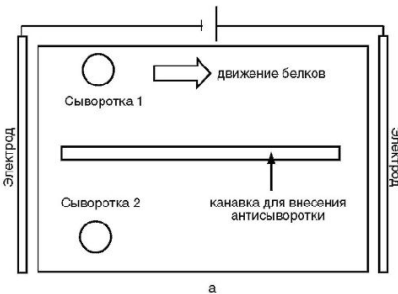 движение белков
Сыворотка 1
Электрод
Электрод
Сыворотка 2
канавка для внесения
антисыворотки
а